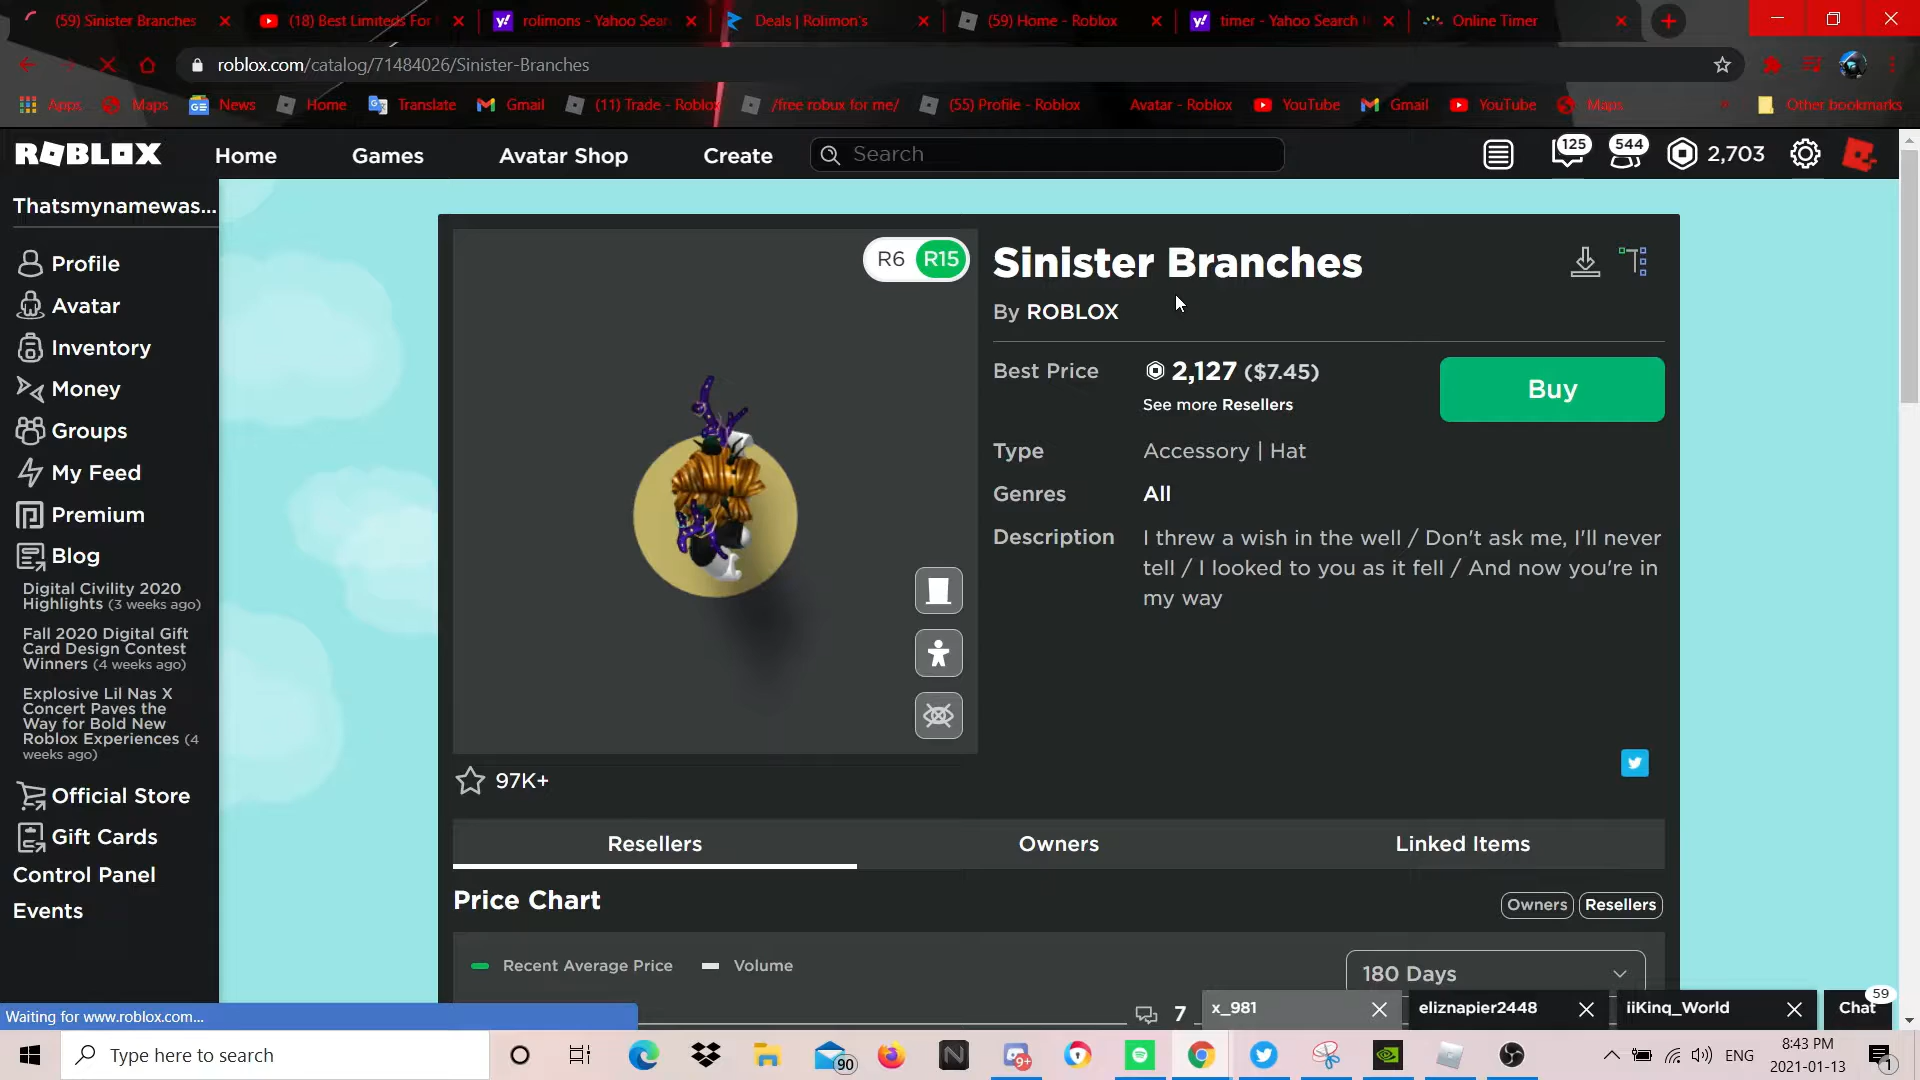 (59) Sinister Branches
(18) Best Limiteds For
rolimons - Yahoo Sear
Deals | Rolimon's
(59) Home - Roblox
timer - Yahoo Search
Online Timer
roblox.com/catalog/71484026/Sinister-Branches
Apps
Maps
News
Home
Translate
Gmail
(11) Trade - Roblox
/free robux for me/
(55) Profile - Roblox
Avatar - Roblox
YouTube
Gmail
YouTube
Maps
Other bookmarks
ROBLOX
Home
Games
Avatar Shop
Create
Search
125
544
2,703
Thatsmynamewas...
Profile
Avatar
Inventory
Money
Groups
My Feed
Premium
Blog
Digital Civility 2020
Highlights (3 weeks ago)
Fall 2020 Digital Gift
Card Design Contest
Winners (4 weeks ago)
Explosive Lil Nas X
Concert Paves the
Way for Bold New
Roblox Experiences (4
weeks ago)
Official Store
Gift Cards
Control Panel
Events
R6 R15
Sinister Branches
By ROBLOX
Best Price
2,127 ($7.45)
See more Resellers
Buy
Type
Accessory | Hat
Genres
All
Description
I threw a wish in the well / Don't ask me, I'll never
tell / I looked to you as it fell / And now you're in
my way
97K+
Resellers
Owners
Linked Items
Price Chart
Owners
Resellers
Recent Average Price
Volume
180 Days
Waiting for www.roblox.com...
7
x_981
eliznapier2448
iiKinq_World
Chat
59
Type here to search
90
9+
ENG
8:43 PM
2021-01-13
1